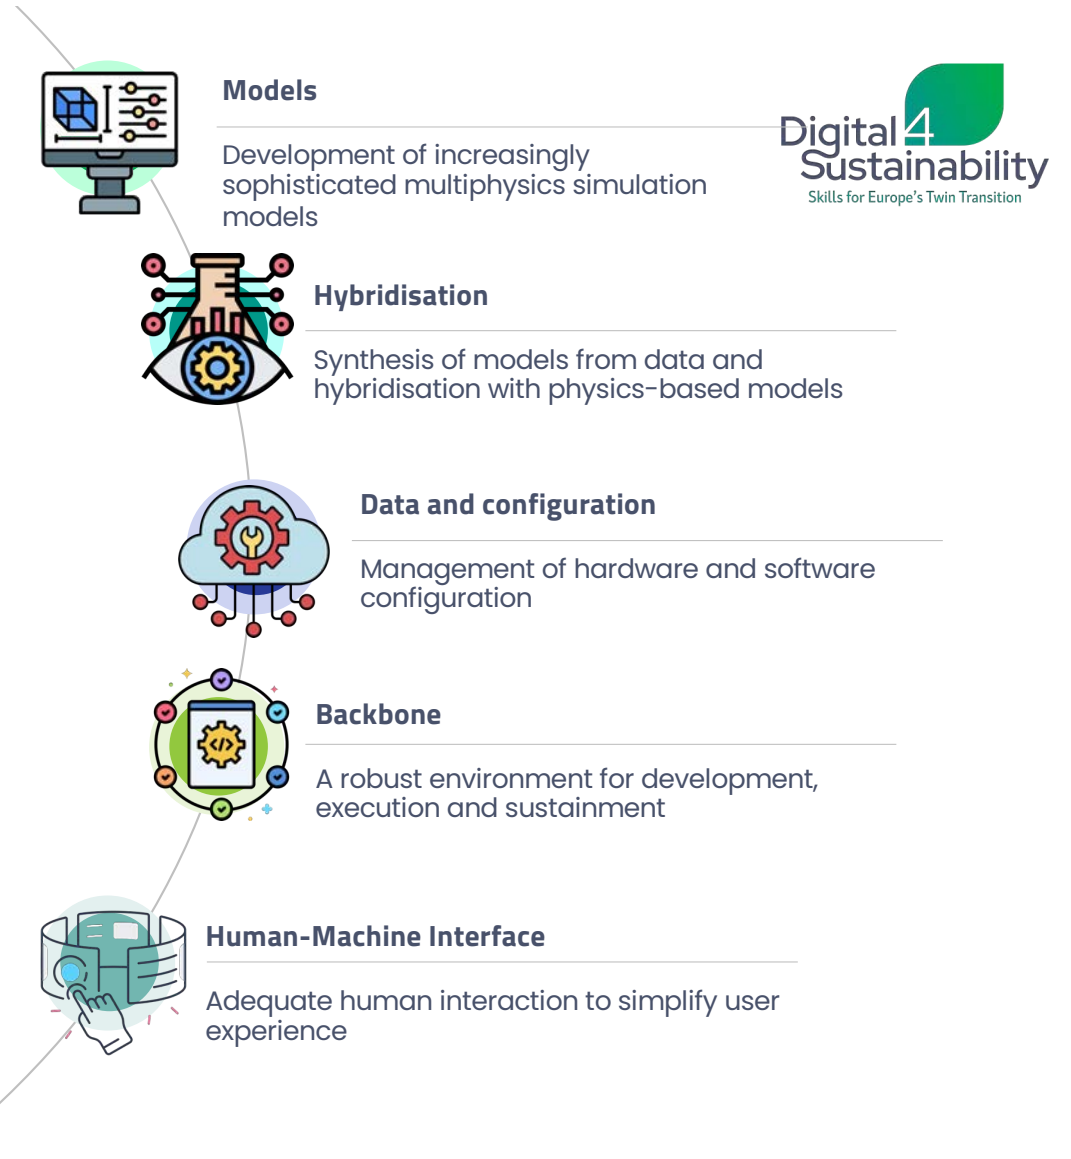 Models
Development of increasingly
sophisticated multiphysics simulation
models
Digital 4
Sustainability
Skills for Europe's Twin Transition
Hybridisation
Synthesis of models from data and
hybridisation with physics-based models
Data and configuration
Management of hardware and software
configuration
Backbone
A robust environment for development,
execution and sustainment
</>
Human-Machine Interface
Adequate human interaction to simplify user
experience